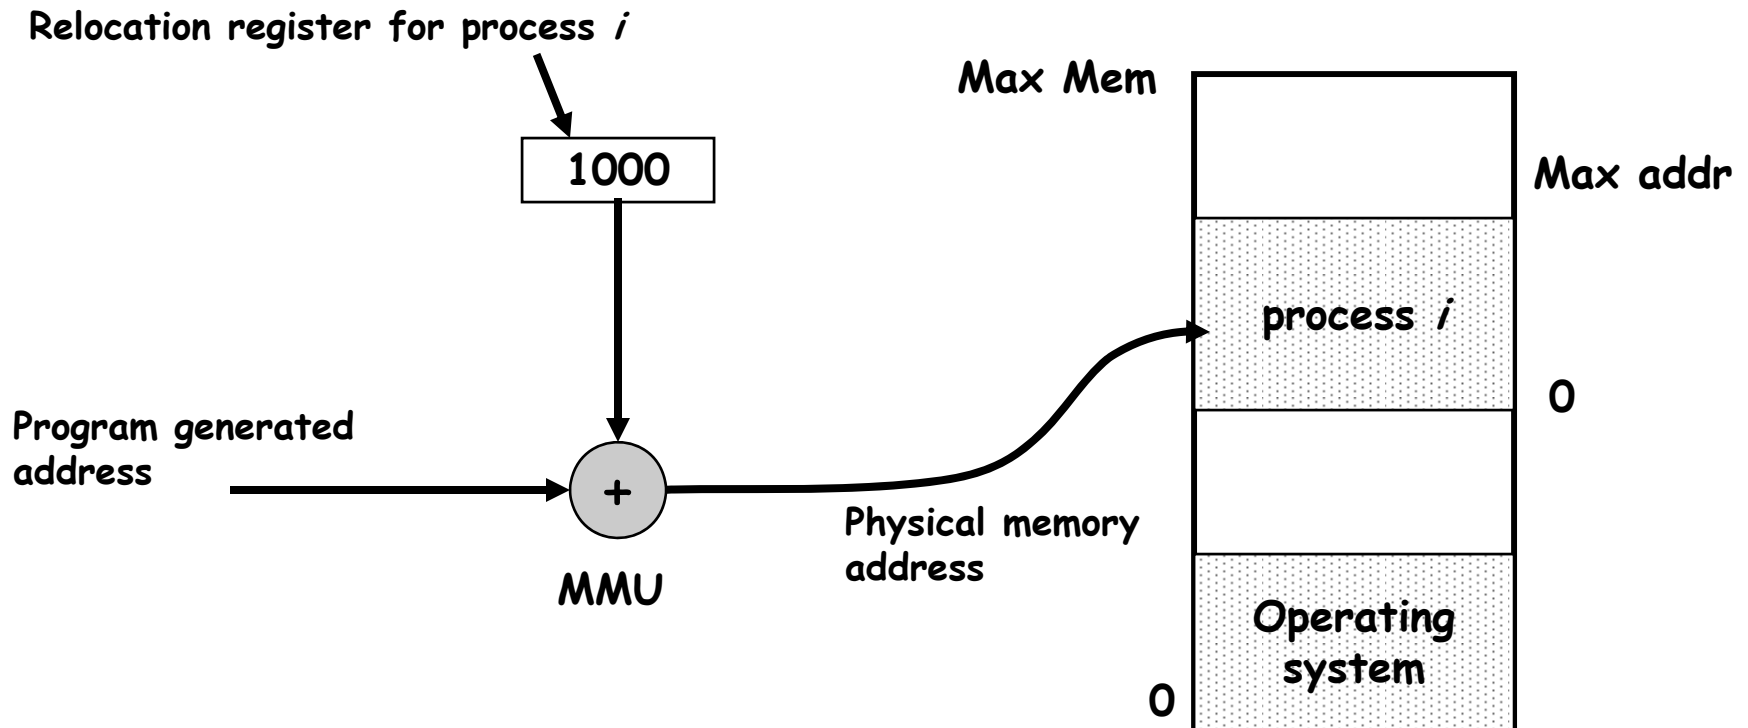 Relocation register for process i
1000
Max Mem
Max addr
process i
0
Program generated
address
+
MMU
Physical memory
address
Operating
system
0